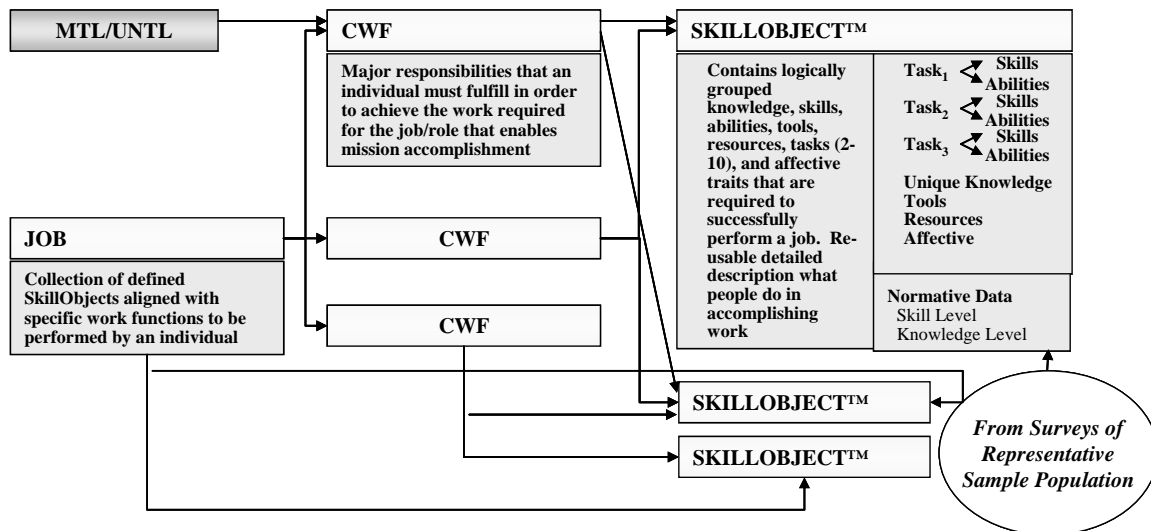 MTL/UNTL
CWF
Major responsibilities that an
individual must fulfill in order
to achieve the work required
for the job/role that enables
mission accomplishment
JOB
Collection of defined
SkillObjects aligned with
specific work functions to be
performed by an individual
CWF
CWF
SKILLOBJECT™
Contains logically
grouped
knowledge, skills,
abilities, tools,
resources, tasks (2-
10), and affective
traits that are
required to
successfully
perform a job. Re-
usable detailed
description what
people do in
accomplishing
work
Task1 Skills
Abilities
Task2 Skills
Abilities
Task3 Skills
Abilities
Unique Knowledge
Tools
Resources
Affective
Normative Data
Skill Level
Knowledge Level
SKILLOBJECT™
SKILLOBJECT™
From Surveys of
Representative
Sample Population